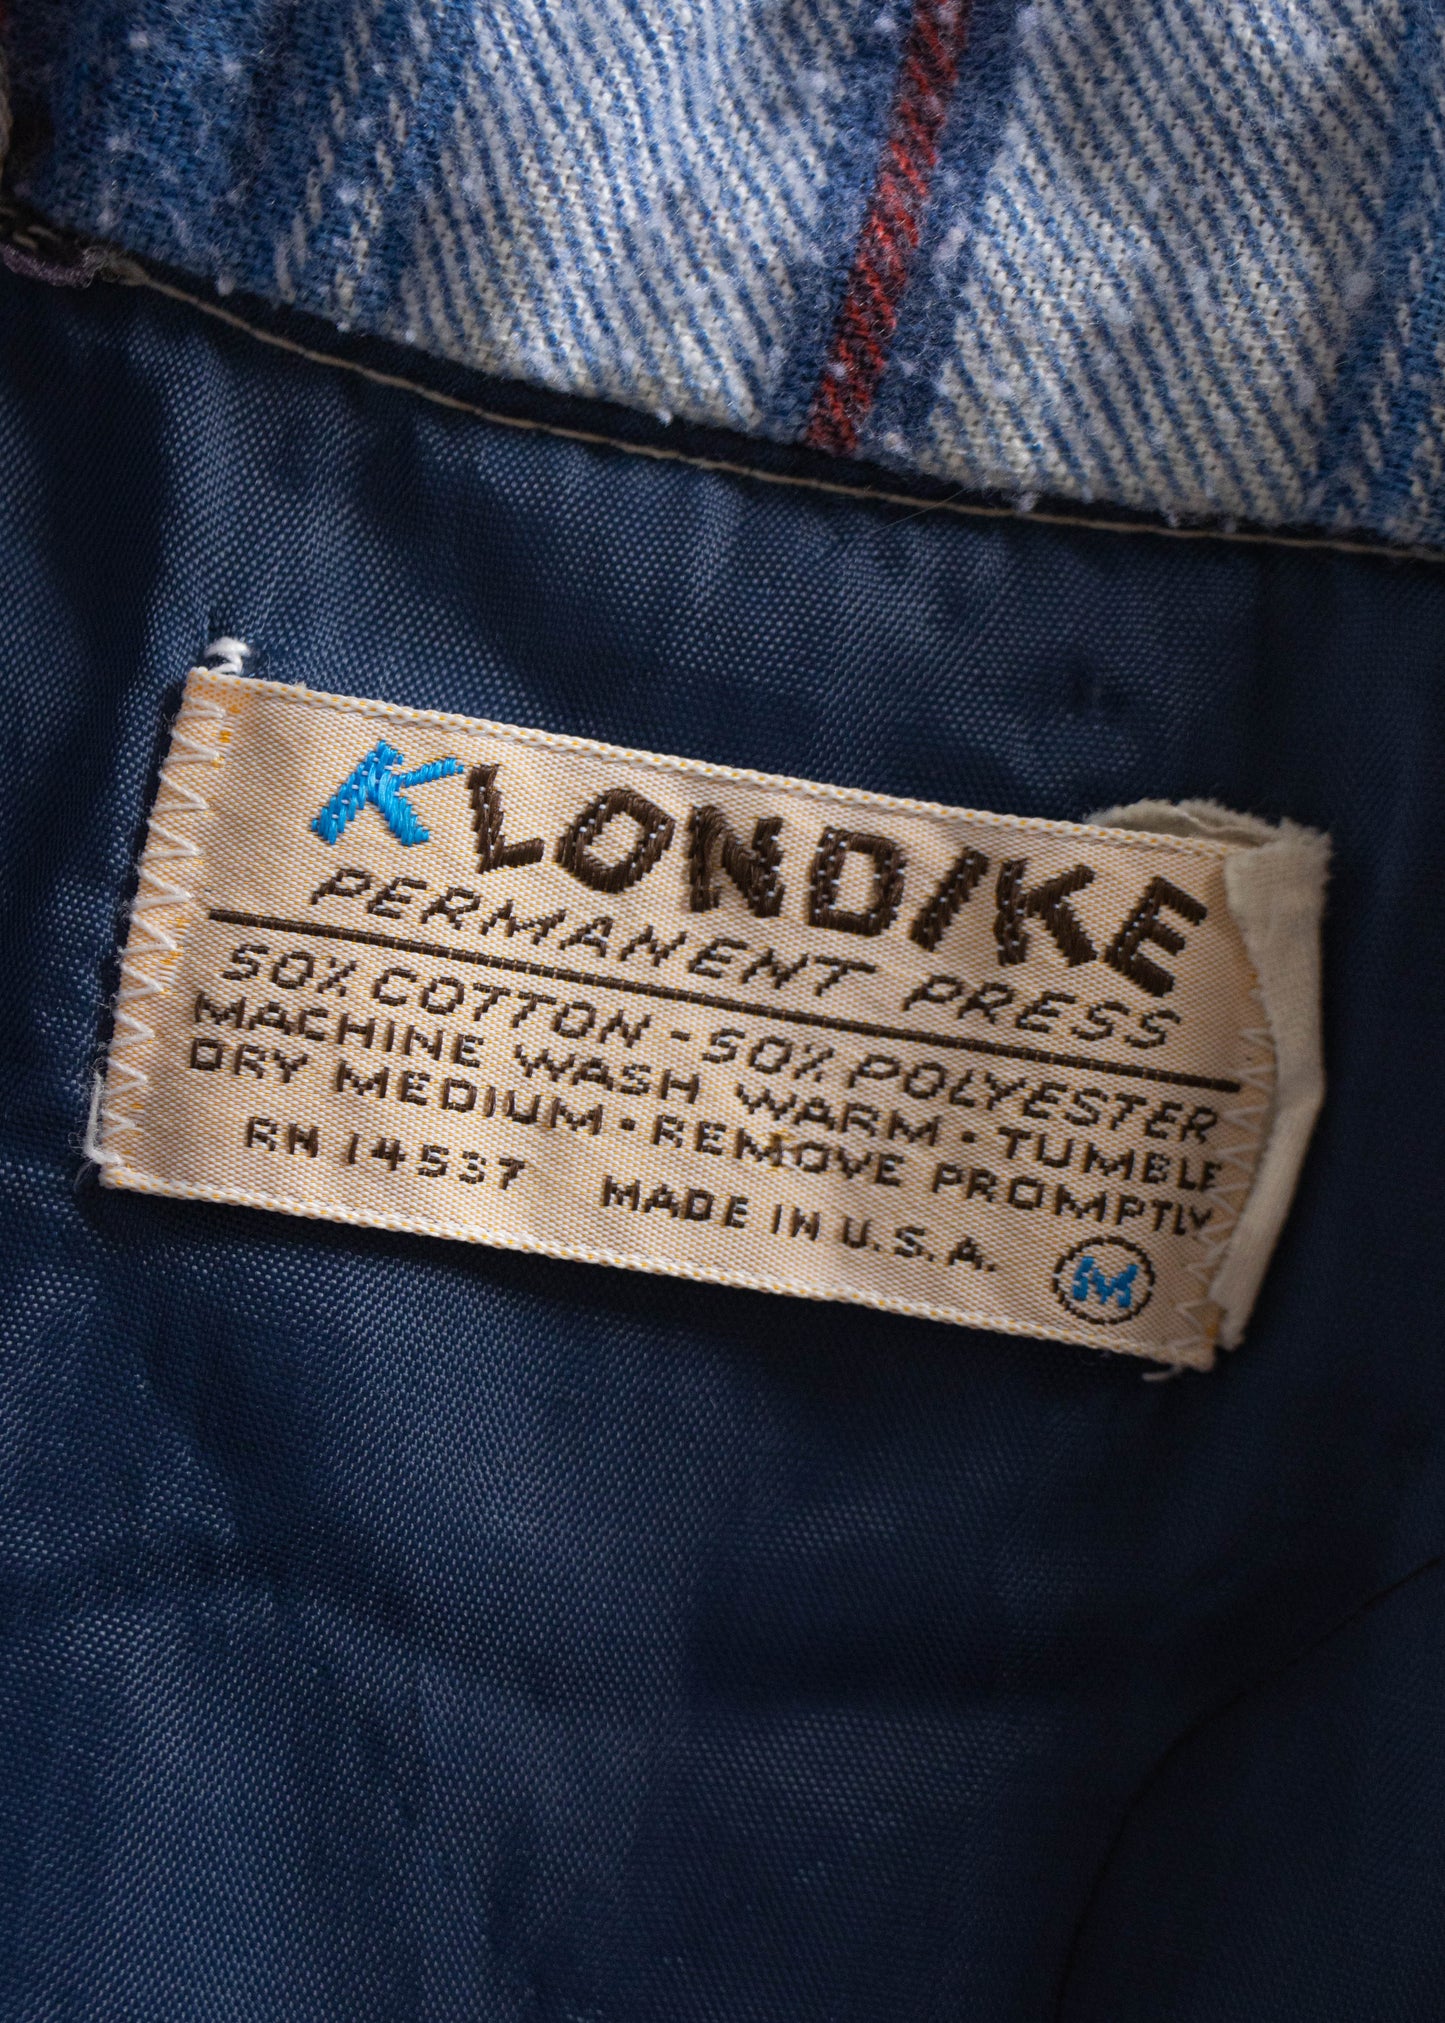 KLONDIKE
PERMANENT PRESS
50% COTTON - 50% POLYESTER
MACHINE WASH WARM · TUMBLE
DRY MEDIUM · REMOVE PROMPTLY
RN 14537 MADE IN U.S.A.
M